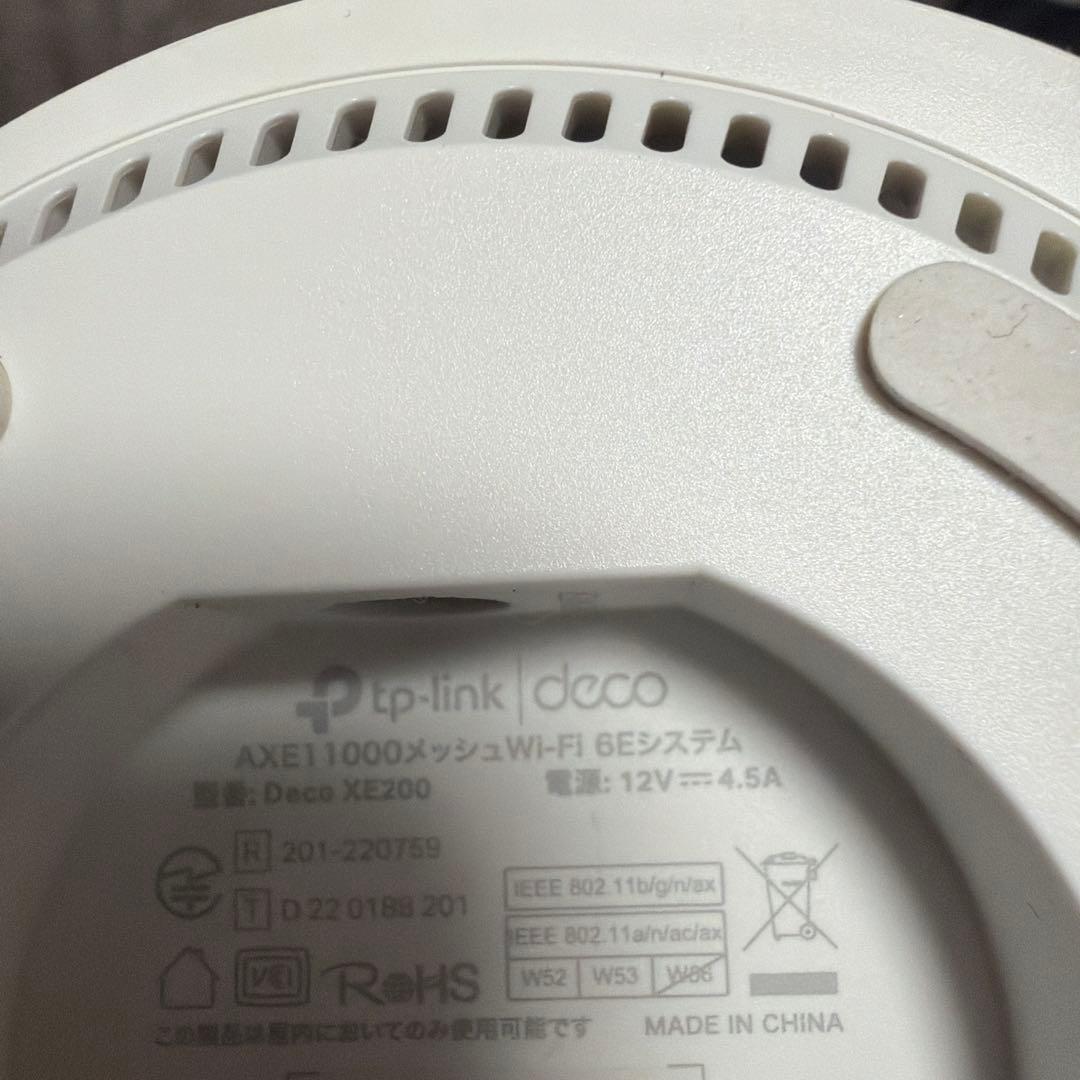 tp-link | deco
AXE11000メッシュWi-Fi 6Eシステム
型番: Deco XE200 電源: 12V⎓4.5A
R 201-220759
T D 22 0188 201
IEEE 802.11b/g/n/ax
IEEE 802.11a/n/ac/ax
W52 W53 W56
VCI RoHS
この製品は屋内においてのみ使用可能です MADE IN CHINA